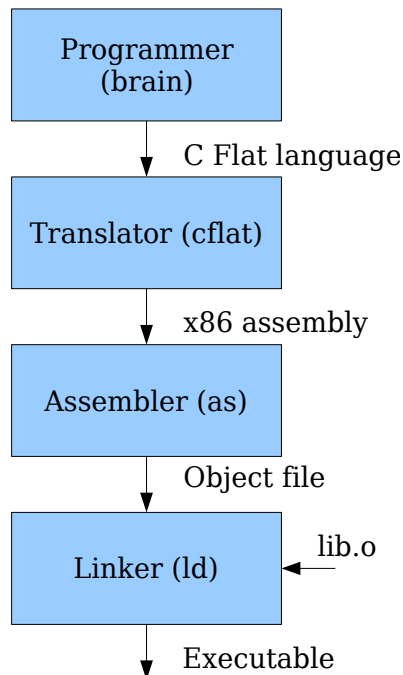 Programmer
(brain)
C Flat language
Translator (cflat)
x86 assembly
Assembler (as)
Object file
lib.o
Linker (ld)
Executable